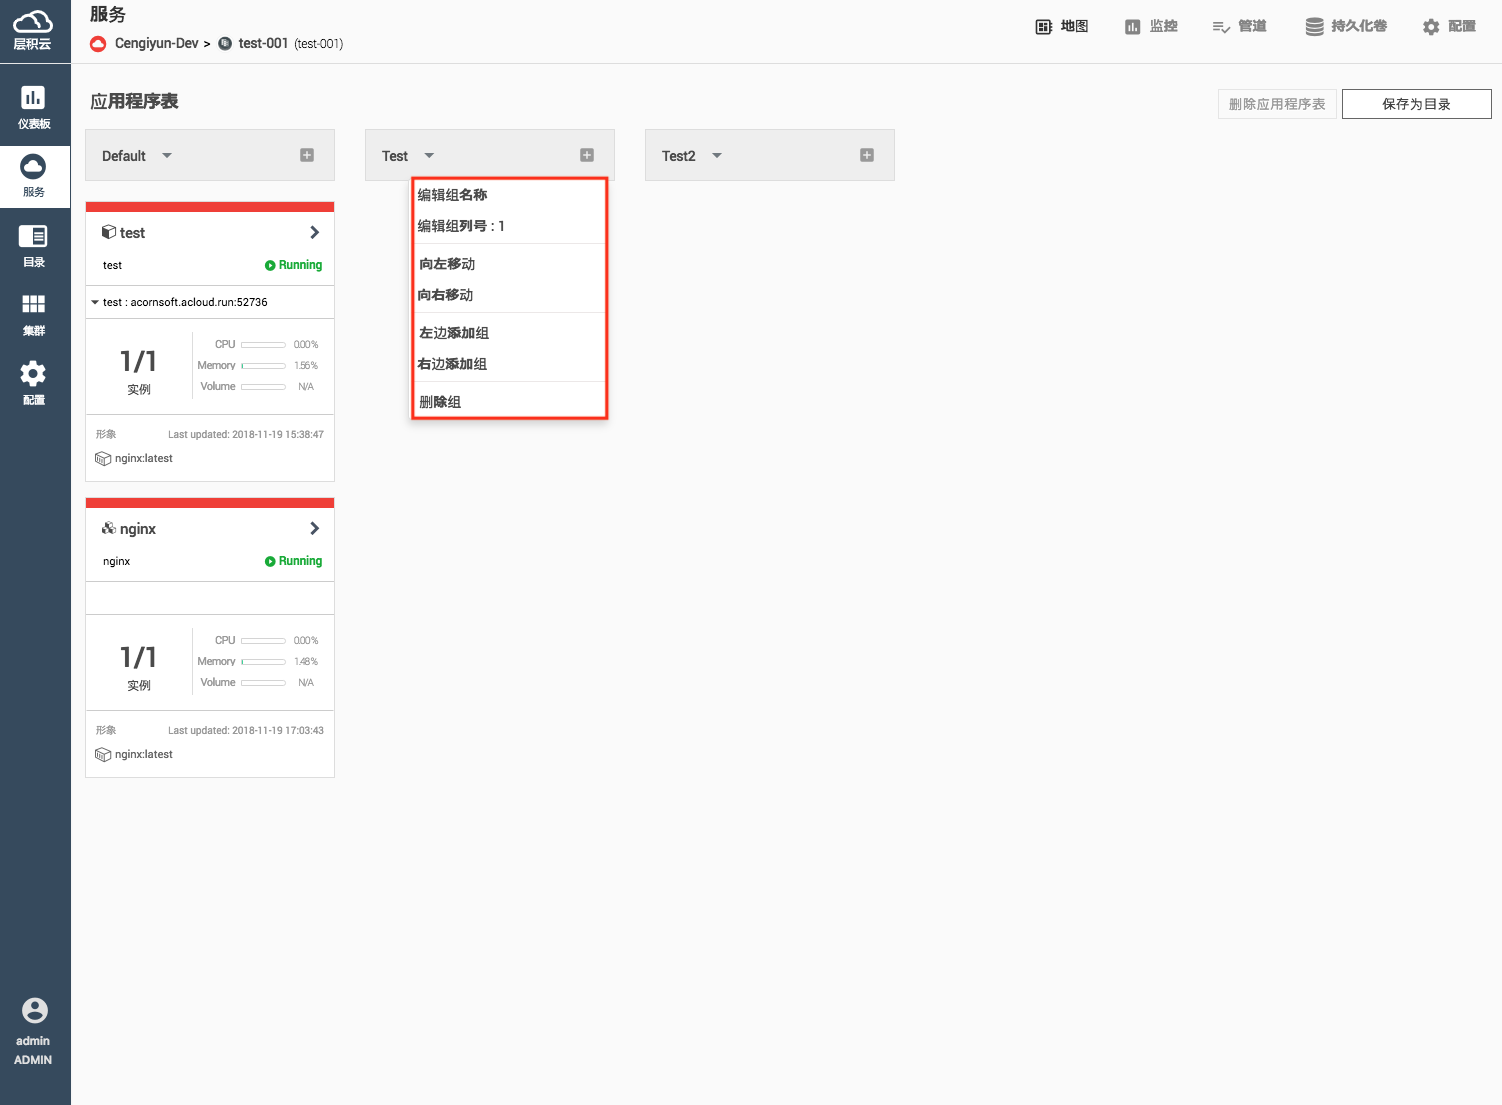 层积云
仪表板
服务
目录
集群
配置
admin
ADMIN
服务
Cengiyun-Dev > test-001 (test-001)
地图
监控
管道
持久化卷
配置
应用程序表
删除应用程序表
保存为目录
Default
Test
Test2
编辑组名称
编辑组列号 : 1
向左移动
向右移动
左边添加组
右边添加组
删除组
test
test
Running
test : acornsoft.acloud.run:52736
1/1
实例
CPU 0.00%
Memory 1.56%
Volume N/A
形象
Last updated: 2018-11-19 15:38:47
nginx:latest
nginx
nginx
Running
1/1
实例
CPU 0.00%
Memory 1.48%
Volume N/A
形象
Last updated: 2018-11-19 17:03:43
nginx:latest